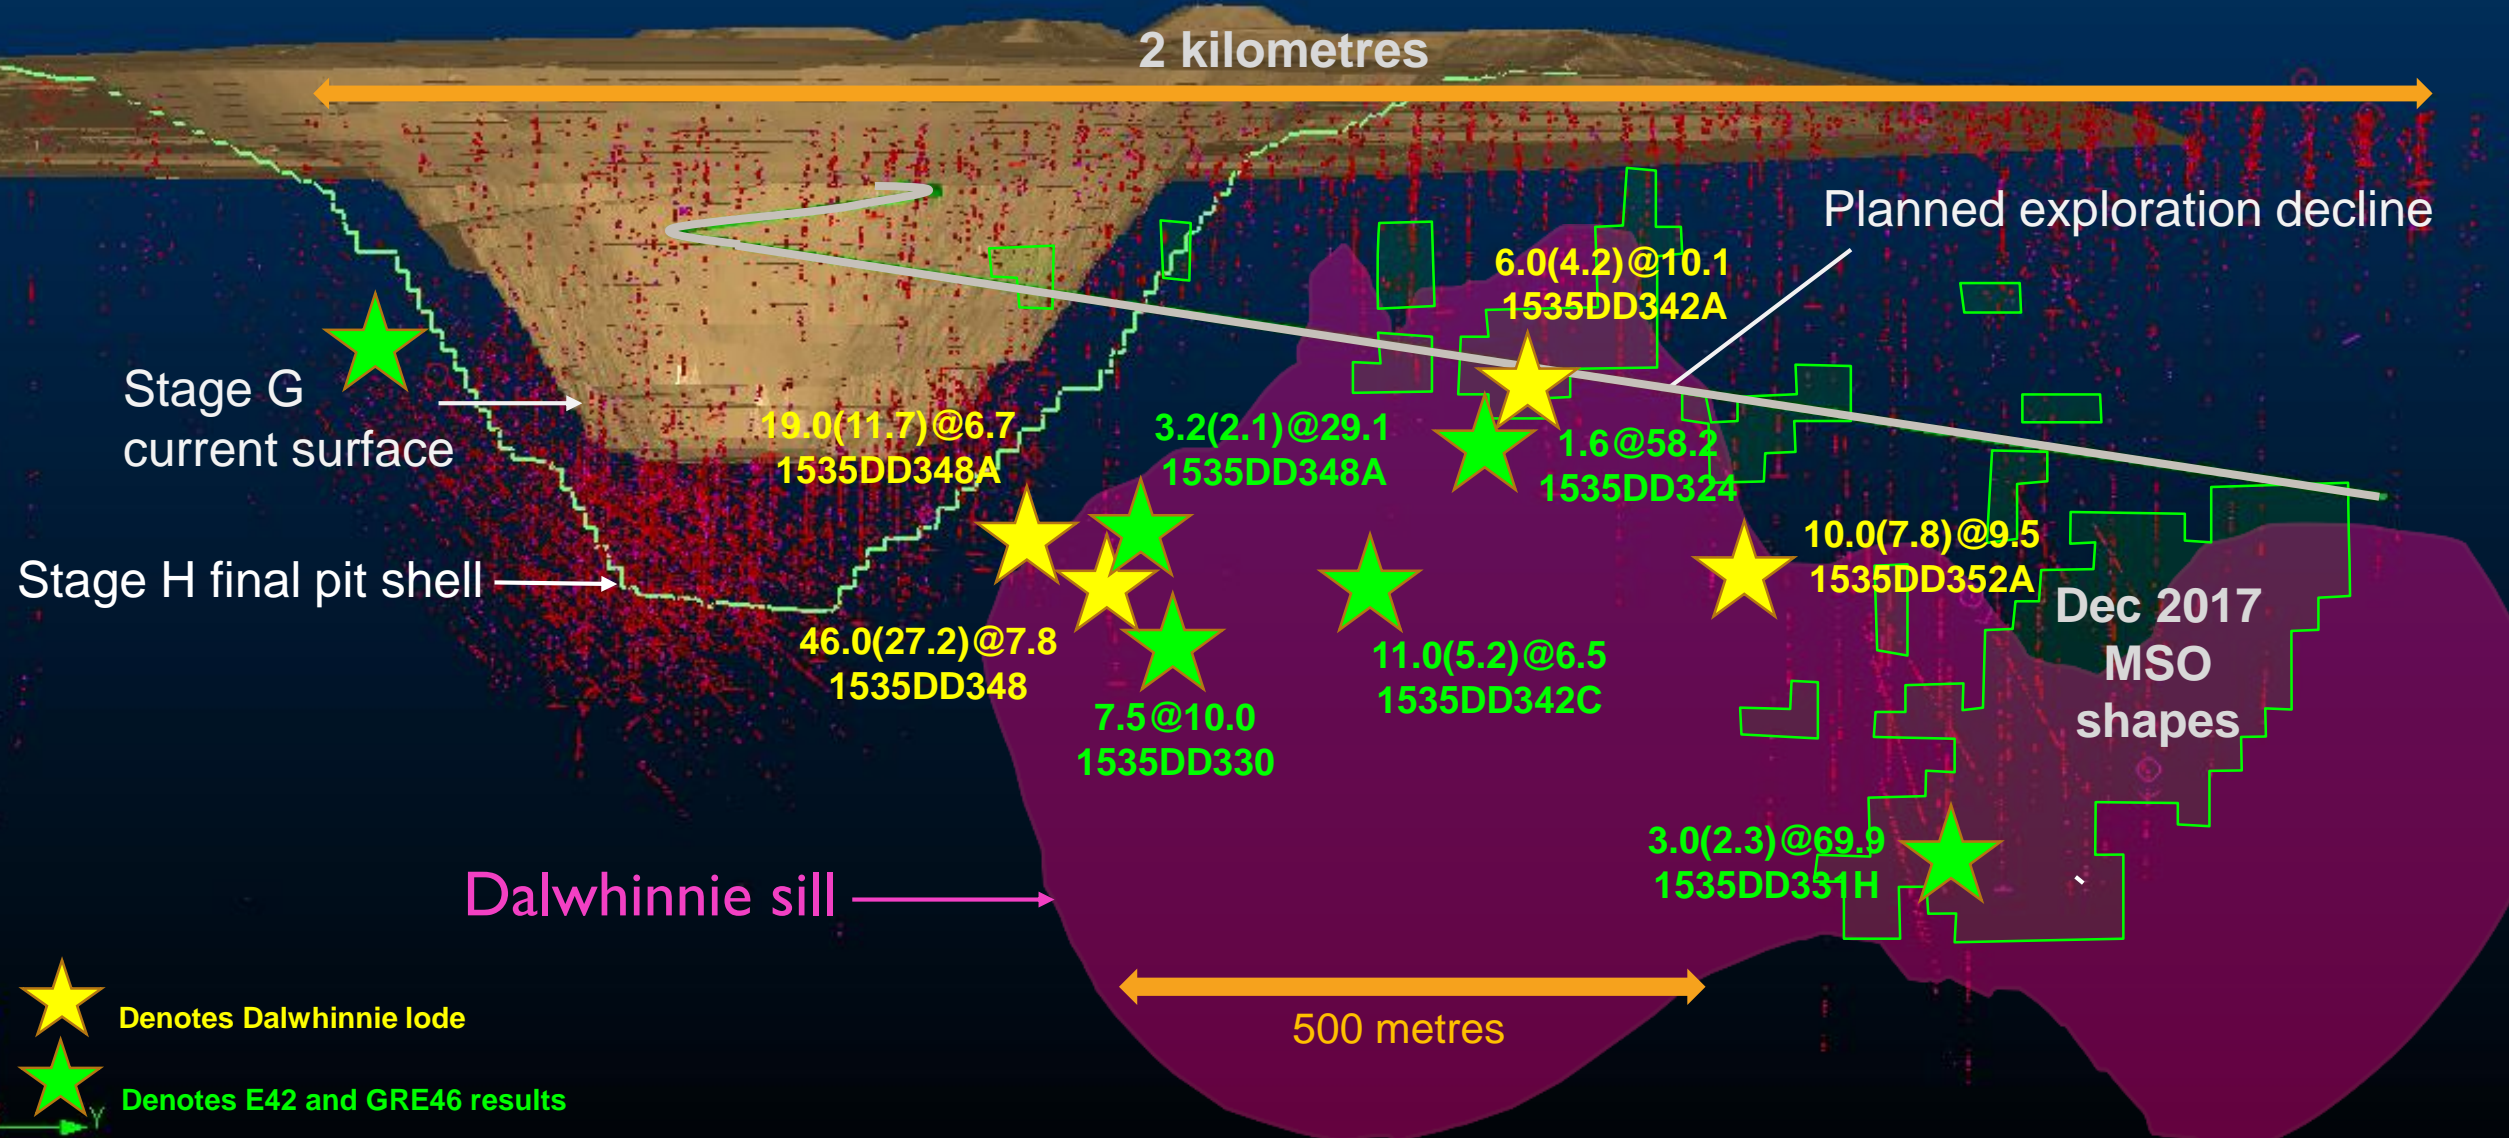 2 kilometres
Planned exploration decline
6.0(4.2)@10.1
1535DD342A
Stage G
current surface
19.0(11.7)@6.7
1535DD348A
3.2(2.1)@29.1
1535DD348A
1.6@58.2
1535DD324
10.0(7.8)@9.5
1535DD352A
Stage H final pit shell
Dec 2017
MSO
shapes
46.0(27.2)@7.8
1535DD348
11.0(5.2)@6.5
1535DD342C
7.5@10.0
1535DD330
3.0(2.3)@69.9
1535DD331H
Dalwhinnie sill
500 metres
Denotes Dalwhinnie lode
Denotes E42 and GRE46 results
Y